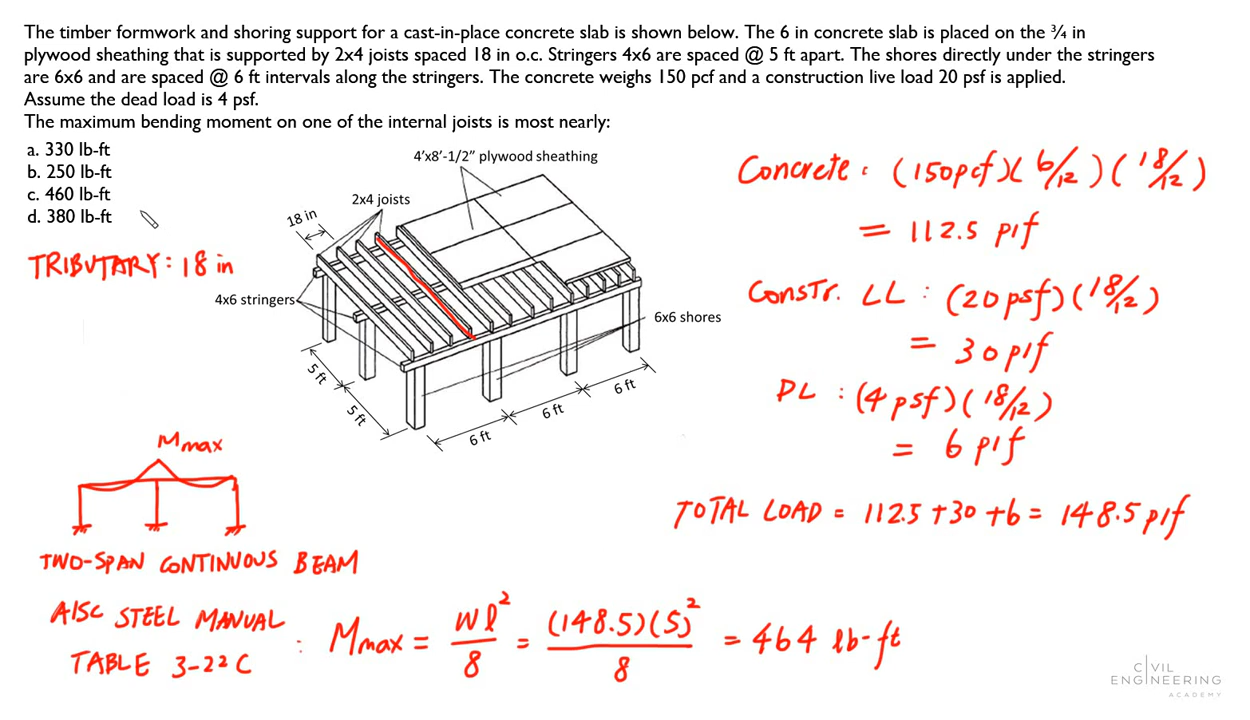 The timber formwork and shoring support for a cast-in-place concrete slab is shown below. The 6 in concrete slab is placed on the ¾ in
plywood sheathing that is supported by 2x4 joists spaced 18 in o.c. Stringers 4x6 are spaced @ 5 ft apart. The shores directly under the stringers
are 6x6 and are spaced @ 6 ft intervals along the stringers. The concrete weighs 150 pcf and a construction live load 20 psf is applied.
Assume the dead load is 4 psf.
The maximum bending moment on one of the internal joists is most nearly:
a. 330 lb-ft
b. 250 lb-ft
c. 460 lb-ft
d. 380 lb-ft
TRIBUTARY: 18 in
4'x8'-1/2" plywood sheathing
2x4 joists
18 in
4x6 stringers
6x6 shores
5 ft
5 ft
6 ft
6 ft
6 ft
Concrete: (150pcf)(6/12)(18/12)
= 112.5 plf
Constr. LL: (20psf)(18/12)
= 30plf
DL: (4psf)(18/12)
= 6 plf
TOTAL LOAD = 112.5+30+6= 148.5 plf
Mmax
TWO-SPAN CONTINUOUS BEAM
AISC STEEL MANUAL
TABLE 3-22C
: Mmax = wl²/8 = (148.5)(5)²/8 = 464 lb-ft
CIVIL
ENGINEERING
ACADEMY